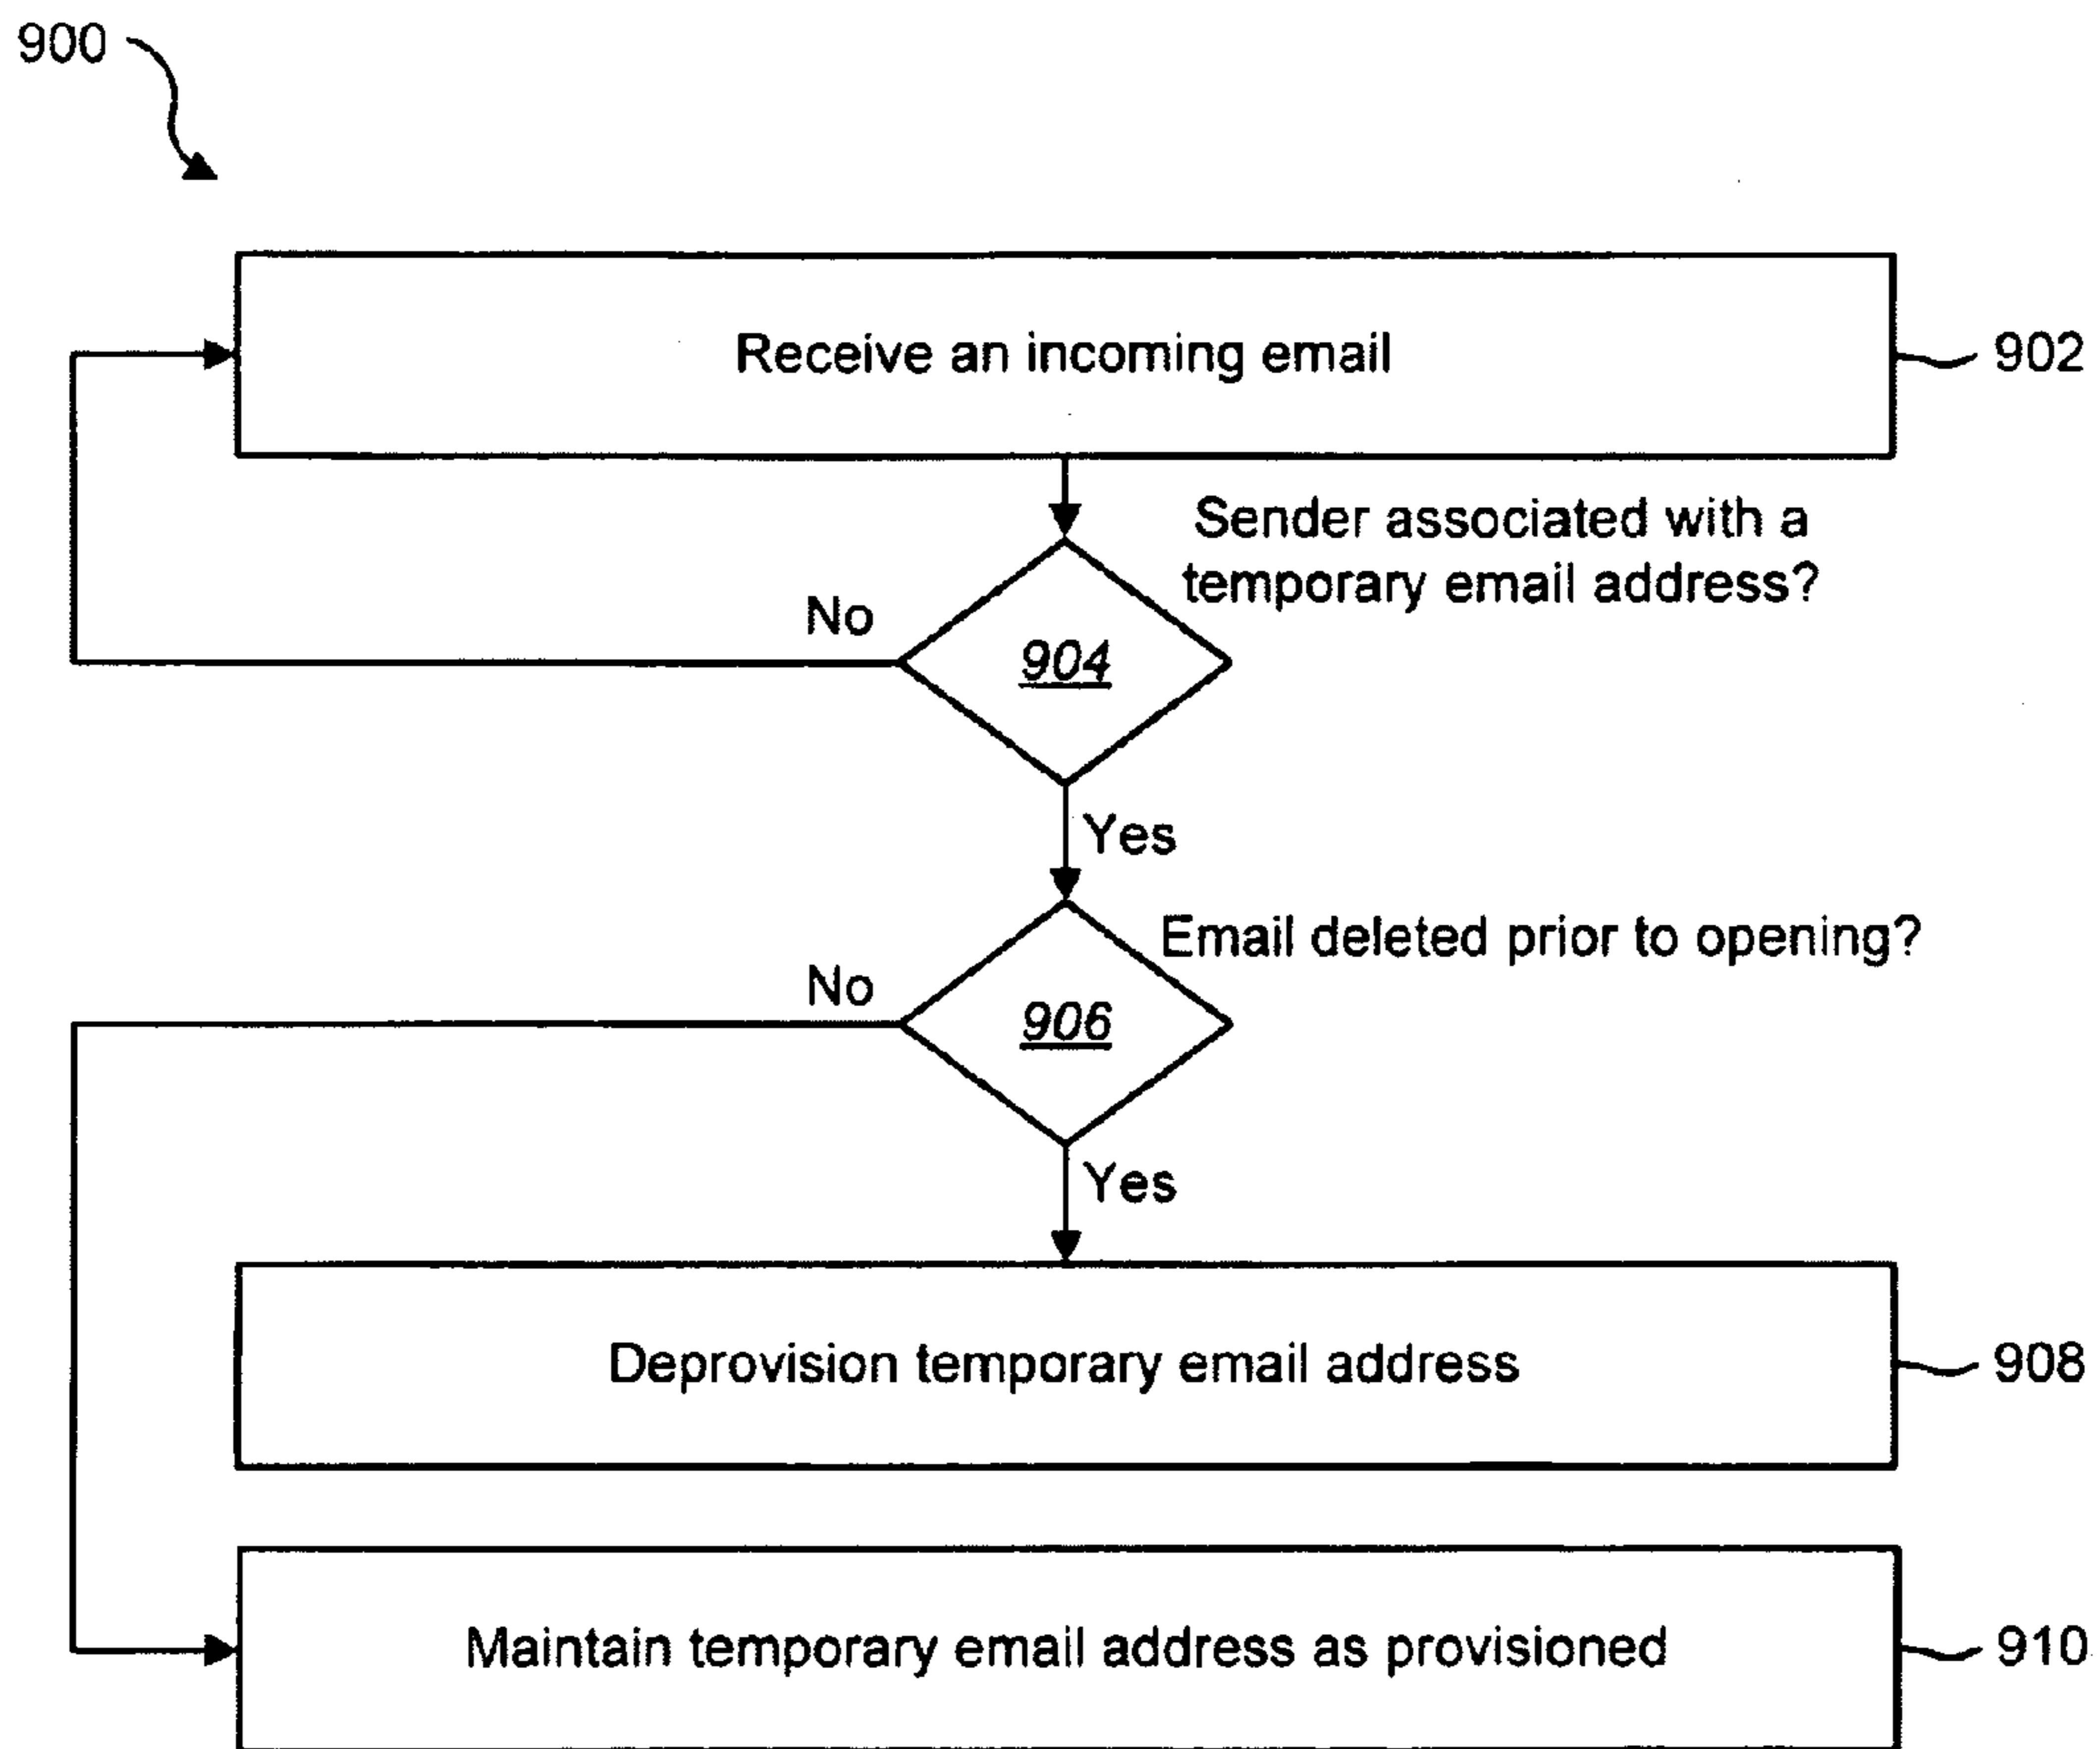 900
Receive an incoming email
902
Sender associated with a
temporary email address?
No
904
Yes
Email deleted prior to opening?
No
906
Yes
Deprovision temporary email address
908
Maintain temporary email address as provisioned
910